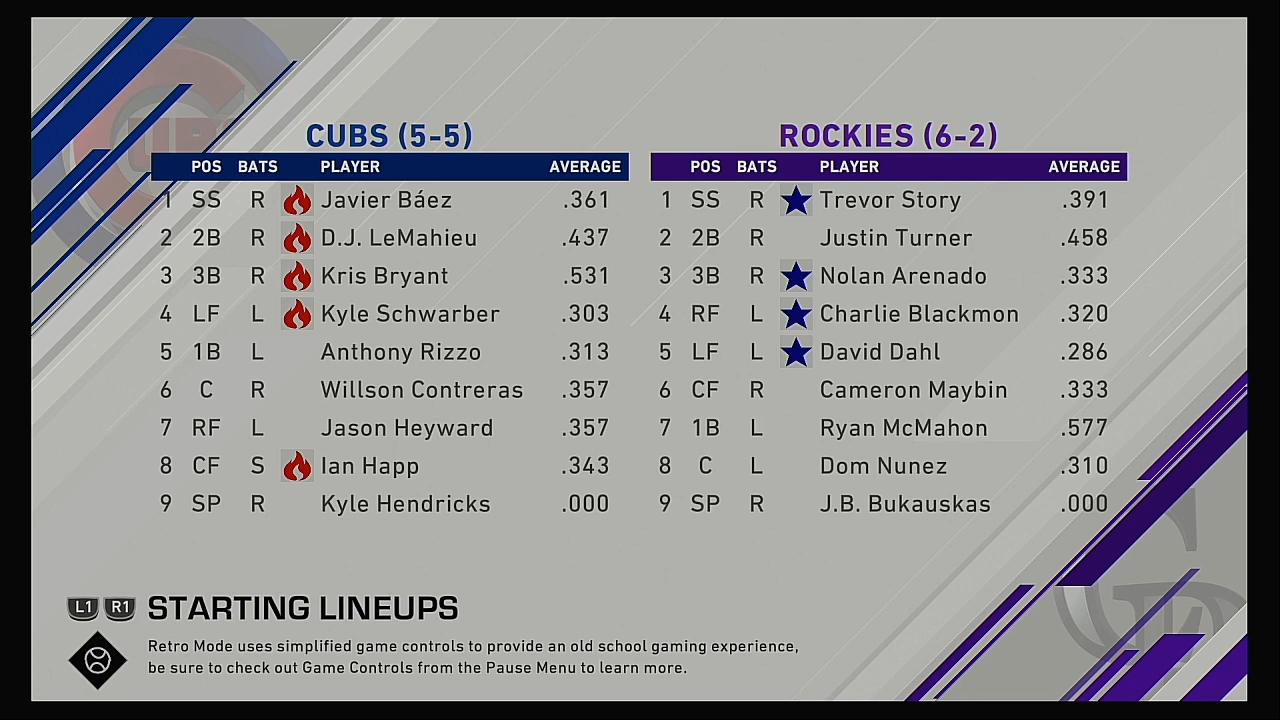 CUBS (5-5)
POS BATS PLAYER AVERAGE
1 SS R Javier Báez .361
2 2B R D.J. LeMahieu .437
3 3B R Kris Bryant .531
4 LF L Kyle Schwarber .303
5 1B L Anthony Rizzo .313
6 C R Willson Contreras .357
7 RF L Jason Heyward .357
8 CF S Ian Happ .343
9 SP R Kyle Hendricks .000
ROCKIES (6-2)
POS BATS PLAYER AVERAGE
1 SS R Trevor Story .391
2 2B R Justin Turner .458
3 3B R Nolan Arenado .333
4 RF L Charlie Blackmon .320
5 LF L David Dahl .286
6 CF R Cameron Maybin .333
7 1B L Ryan McMahon .577
8 C L Dom Nunez .310
9 SP R J.B. Bukauskas .000
L1 R1 STARTING LINEUPS
Retro Mode uses simplified game controls to provide an old school gaming experience,
be sure to check out Game Controls from the Pause Menu to learn more.